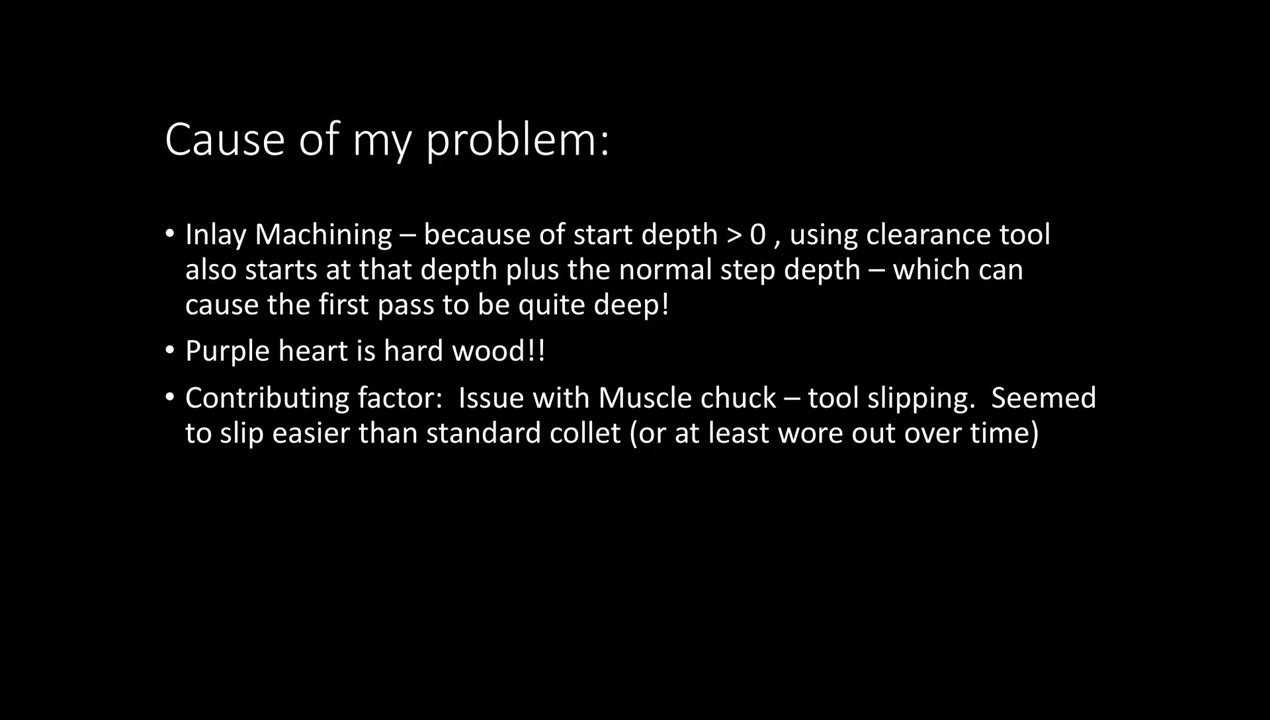 Cause of my problem:
• Inlay Machining – because of start depth > 0 , using clearance tool
also starts at that depth plus the normal step depth – which can
cause the first pass to be quite deep!
• Purple heart is hard wood!!
• Contributing factor:  Issue with Muscle chuck – tool slipping.  Seemed
to slip easier than standard collet (or at least wore out over time)